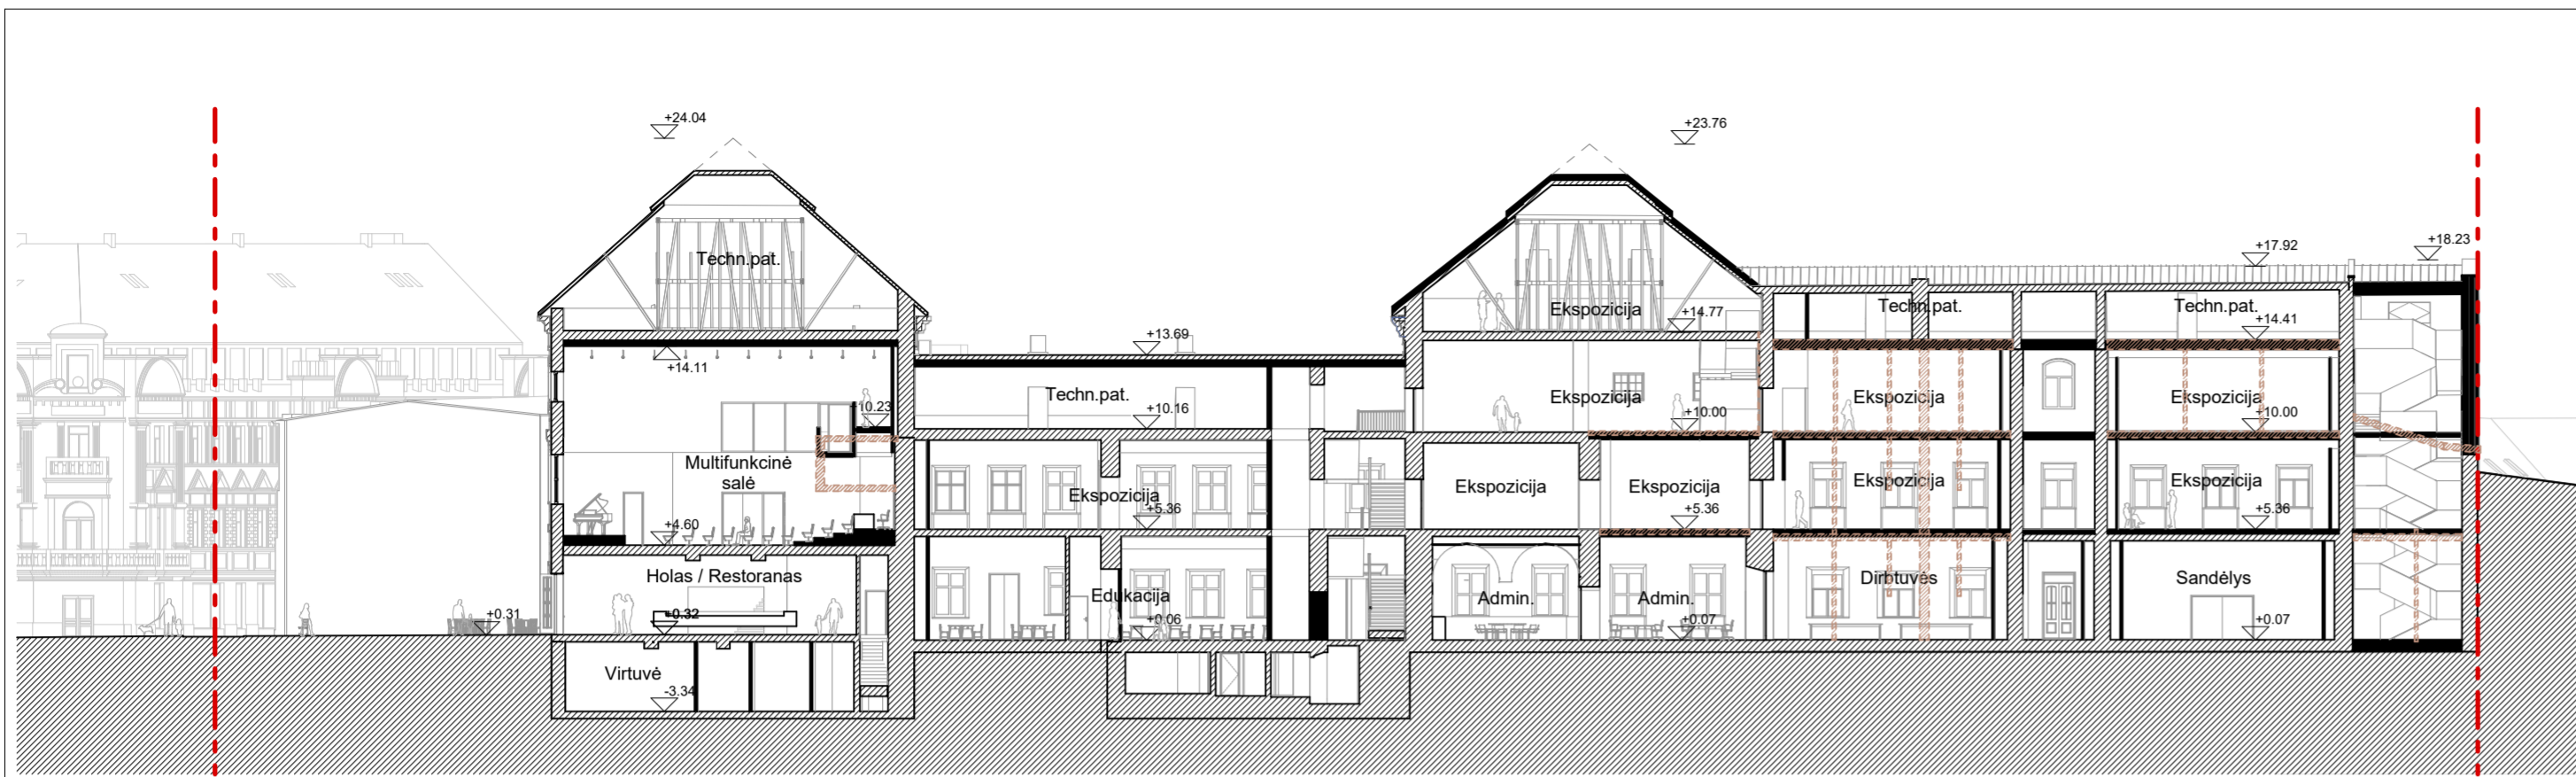 +24.04
+23.76
+18.23
+17.92
Techn.pat.
Ekspozicija
+14.77
Techn.pat.
Techn.pat.
+14.41
+13.69
+14.11
Techn.pat.
+10.16
+10.23
Ekspozicija
+10.00
Ekspozicija
Ekspozicija
+10.00
Multifunkcinė
salė
+4.60
Ekspozicija
+5.36
Ekspozicija
Ekspozicija
+5.36
Ekspozicija
Ekspozicija
+5.36
Holas / Restoranas
+0.32
+0.31
Edukacija
+0.06
Admin.
Admin.
+0.07
Dirbtuvės
Sandėlys
+0.07
Virtuvė
-3.34